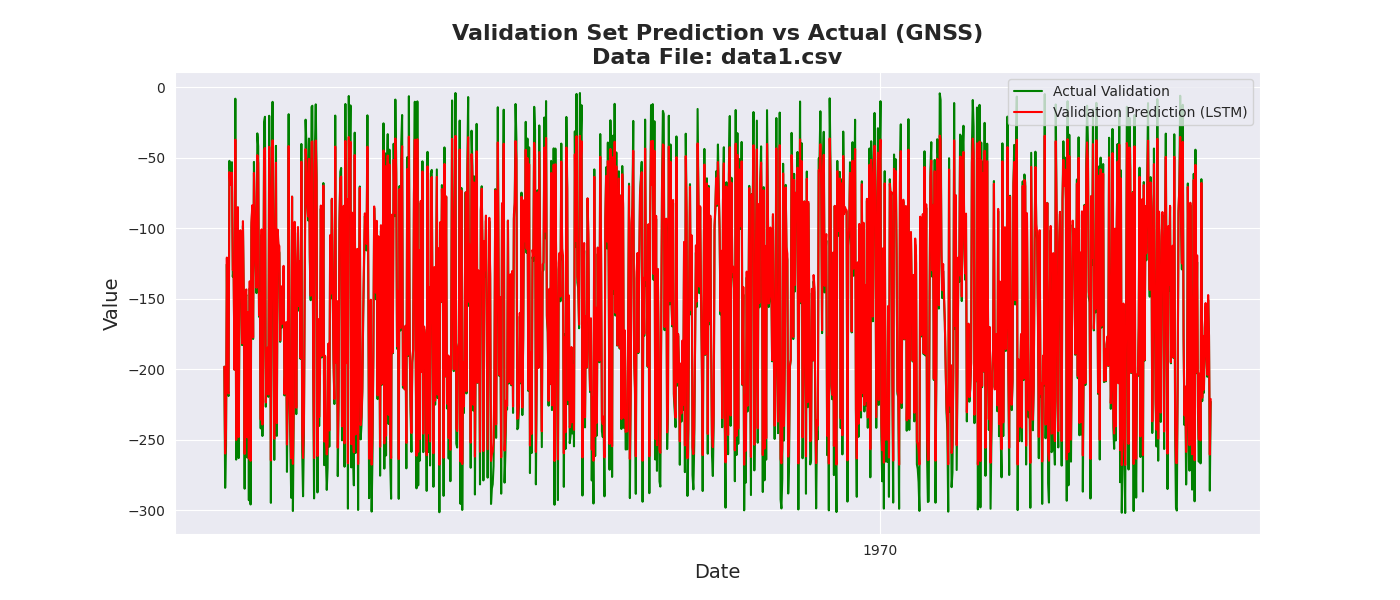 Validation Set Prediction vs Actual (GNSS)
Data File: data1.csv
Actual Validation
Validation Prediction (LSTM)
0
−50
−100
−150
−200
−250
−300
Value
1970
Date